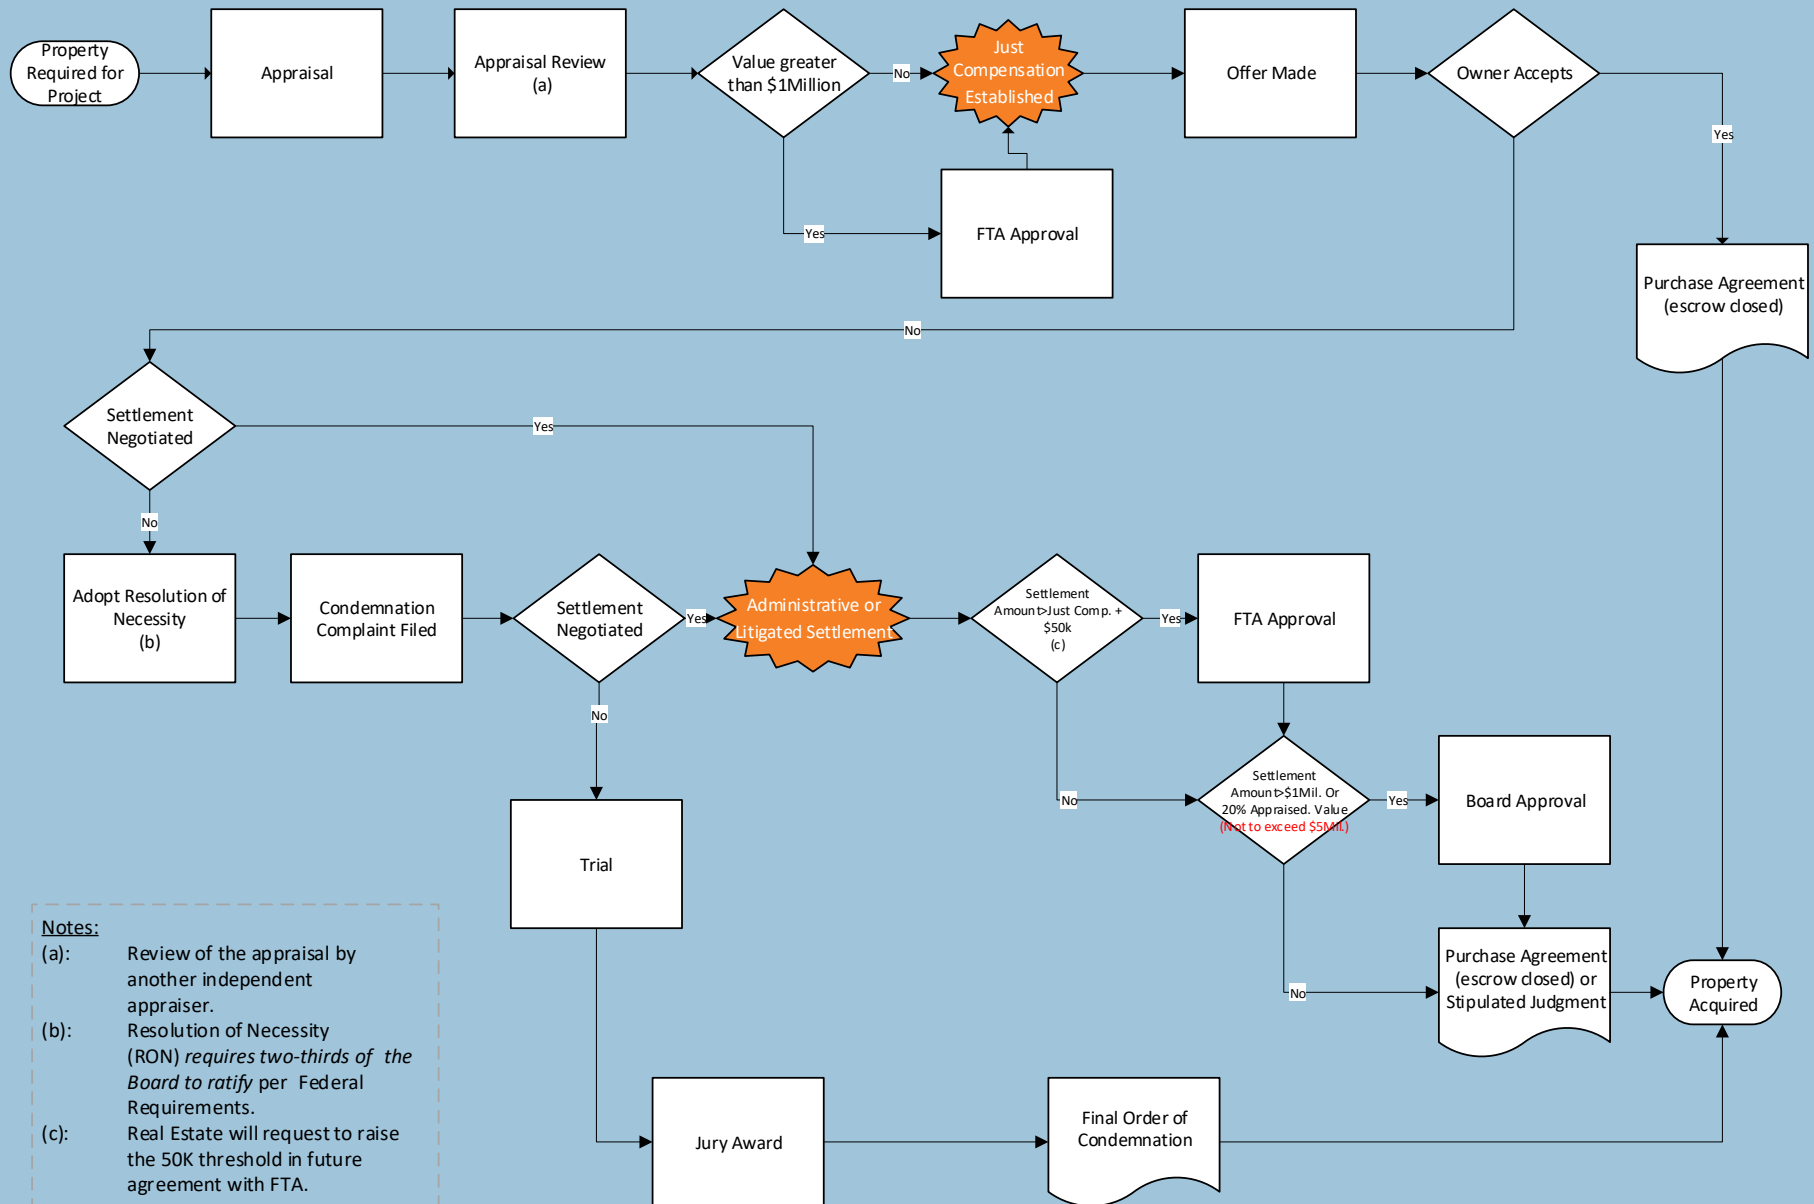 Property
Required for
Project
Appraisal
Appraisal Review
(a)
Value greater
than $1Million
No
Just
Compensation
Established
Offer Made
Owner Accepts
Yes
Yes
FTA Approval
Purchase Agreement
(escrow closed)
No
Settlement
Negotiated
Yes
No
Adopt Resolution of
Necessity
(b)
Condemnation
Complaint Filed
Settlement
Negotiated
Yes
Administrative or
Litigated Settlement
Settlement
Amount>Just Comp. +
$50k
(c)
Yes
FTA Approval
No
No
Settlement
Amount>$1Mil. Or
20% Appraised. Value
(Not to exceed $5Mil.)
Yes
Board Approval
Trial
No
Purchase Agreement
(escrow closed) or
Stipulated Judgment
Property
Acquired
Jury Award
Final Order of
Condemnation
Notes:
(a): Review of the appraisal by
another independent
appraiser.
(b): Resolution of Necessity
(RON) requires two-thirds of the
Board to ratify per Federal
Requirements.
(c): Real Estate will request to raise
the 50K threshold in future
agreement with FTA.